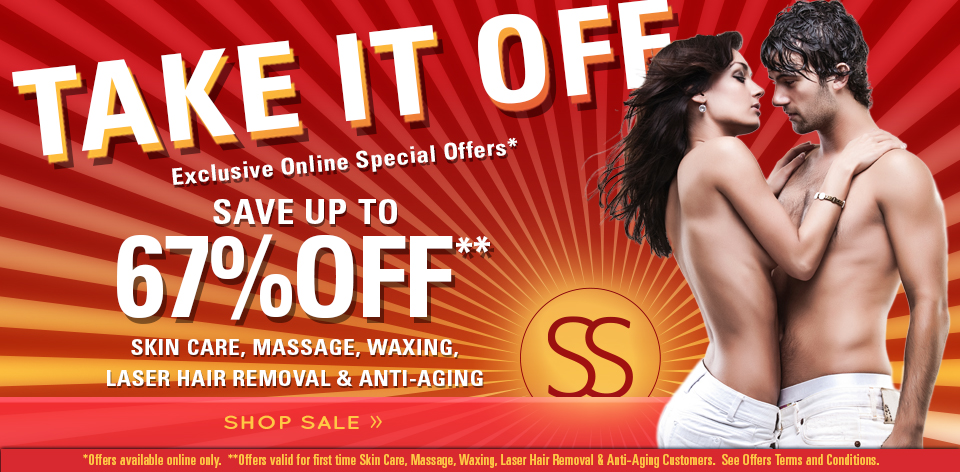 TAKE IT OFF
Exclusive Online Special Offers*
SAVE UP TO
67%OFF**
SKIN CARE, MASSAGE, WAXING,
LASER HAIR REMOVAL & ANTI-AGING
SS
SHOP SALE »
*Offers available online only.  **Offers valid for first time Skin Care, Massage, Waxing, Laser Hair Removal & Anti-Aging Customers.  See Offers Terms and Conditions.